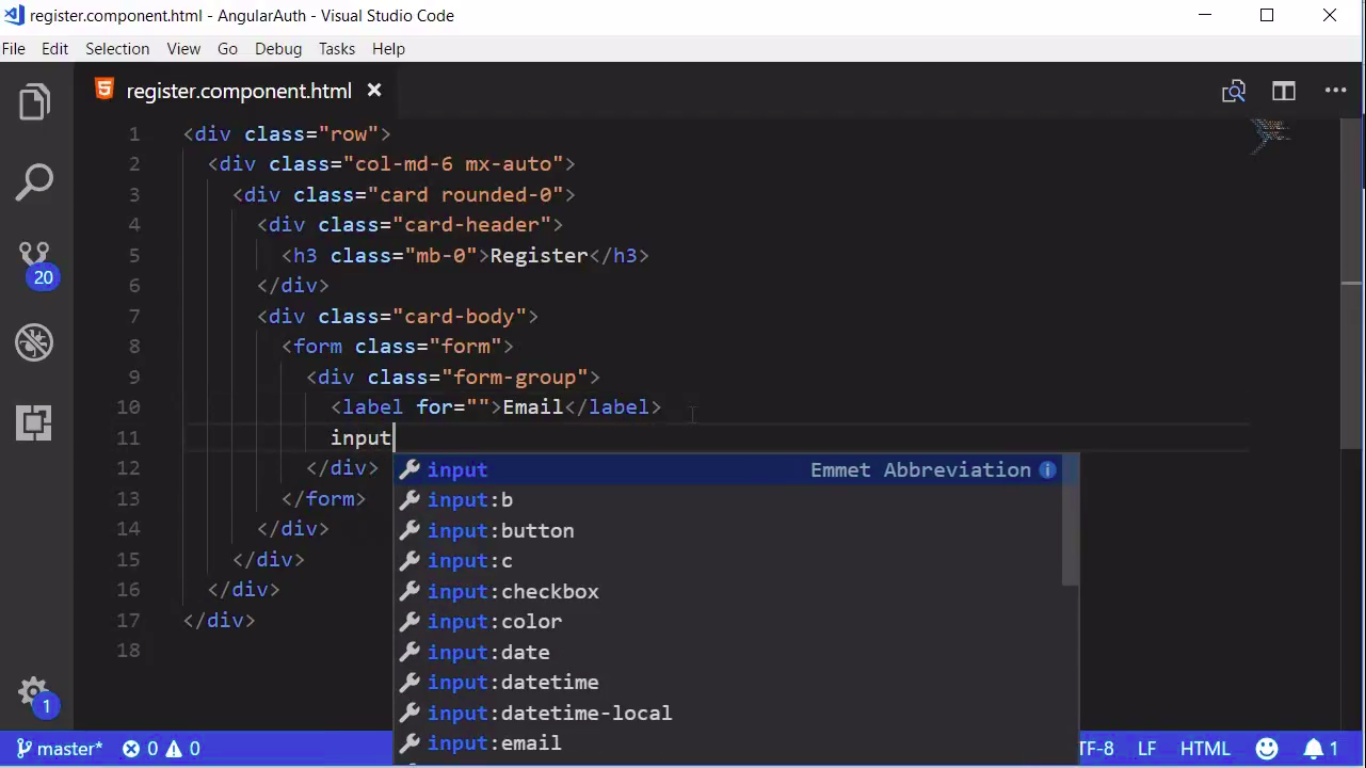 register.component.html - AngularAuth - Visual Studio Code
File Edit Selection View Go Debug Tasks Help
register.component.html
1 <div class="row">
2 <div class="col-md-6 mx-auto">
3 <div class="card rounded-0">
4 <div class="card-header">
5 <h3 class="mb-0">Register</h3>
6 </div>
7 <div class="card-body">
8 <form class="form">
9 <div class="form-group">
10 <label for="">Email</label>
11 input
12 </div>
13 </form>
14 </div>
15 </div>
16 </div>
17 </div>
18
input Emmet Abbreviation
input:b
input:button
input:c
input:checkbox
input:color
input:date
input:datetime
input:datetime-local
input:email
20
1
master* 0 0 TF-8 LF HTML 1